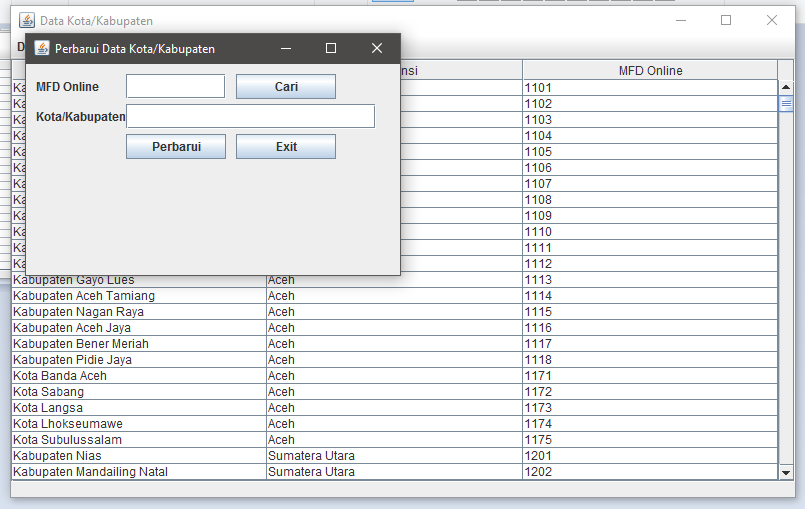 Data Kota/Kabupaten
Perbarui Data Kota/Kabupaten
MFD Online
Cari
Kota/Kabupaten
Perbarui Exit
MFD Online
1101
1102
1103
1104
1105
1106
1107
1108
1109
1110
1111
1112
Kabupaten Gayo Lues Aceh 1113
Kabupaten Aceh Tamiang Aceh 1114
Kabupaten Nagan Raya Aceh 1115
Kabupaten Aceh Jaya Aceh 1116
Kabupaten Bener Meriah Aceh 1117
Kabupaten Pidie Jaya Aceh 1118
Kota Banda Aceh Aceh 1171
Kota Sabang Aceh 1172
Kota Langsa Aceh 1173
Kota Lhokseumawe Aceh 1174
Kota Subulussalam Aceh 1175
Kabupaten Nias Sumatera Utara 1201
Kabupaten Mandailing Natal Sumatera Utara 1202